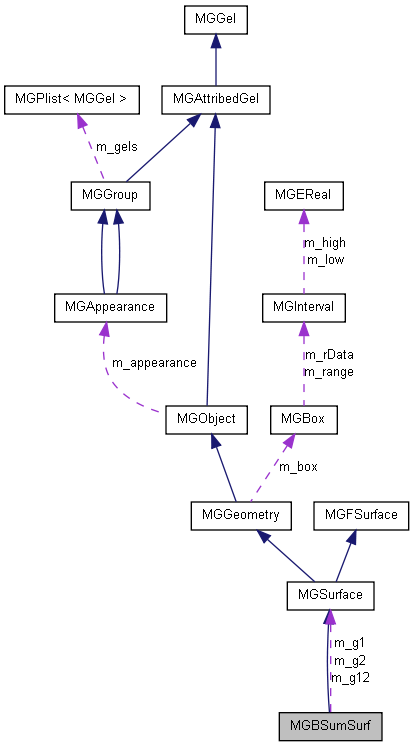 MGGel
MGPlist< MGGel >
MGAttribedGel
m_gels
MGGroup
MGEReal
m_high
m_low
MGAppearance
MGInterval
m_appearance
m_rData
m_range
MGObject
MGBox
m_box
MGGeometry
MGFSurface
MGSurface
m_g1
m_g2
m_g12
MGBSumSurf